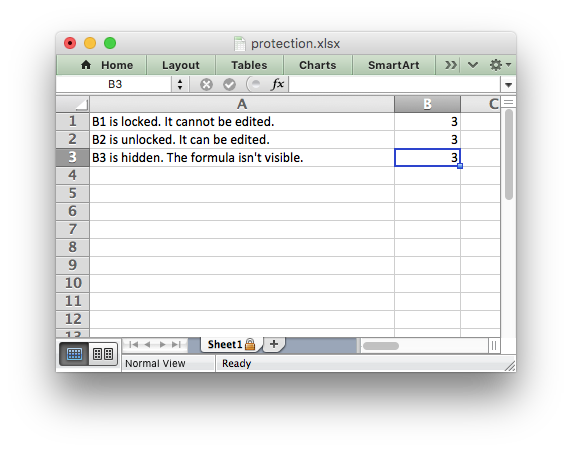 protection.xlsx
Home Layout Tables Charts SmartArt
B3 fx
A B C
1 B1 is locked. It cannot be edited. 3
2 B2 is unlocked. It can be edited. 3
3 B3 is hidden. The formula isn't visible. 3
4
5
6
7
8
9
10
11
12
13
Sheet1
Normal View Ready